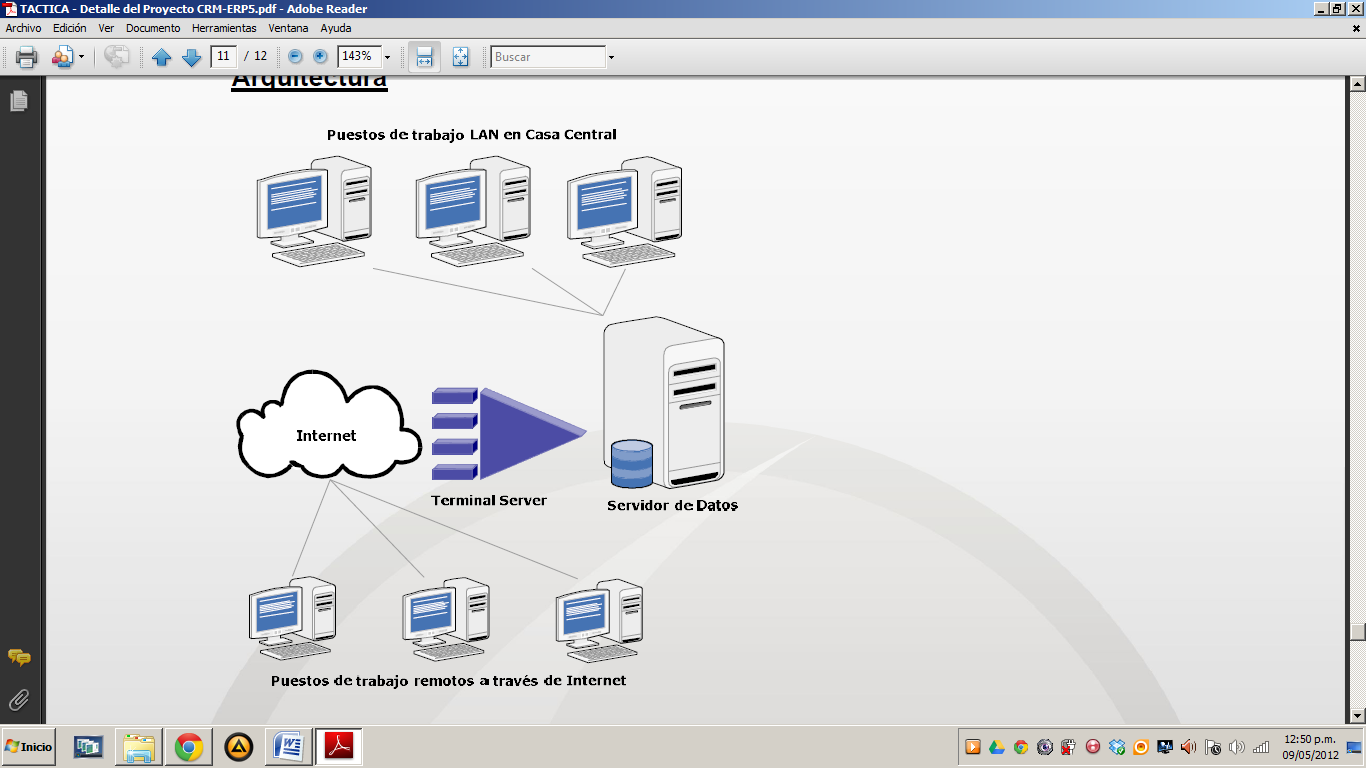 TACTICA - Detalle del Proyecto CRM-ERP5.pdf - Adobe Reader
Archivo Edición Ver Documento Herramientas Ventana Ayuda
11 / 12 143% Buscar
Arquitectura
Puestos de trabajo LAN en Casa Central
Internet
Terminal Server
Servidor de Datos
Puestos de trabajo remotos a través de Internet
Inicio
12:50 p.m.
09/05/2012